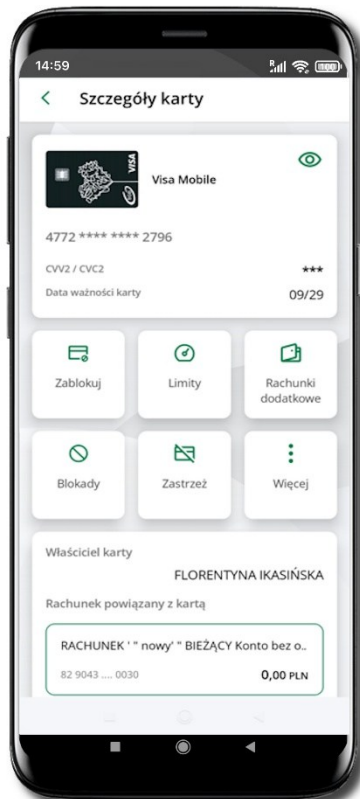 14:59
Szczegóły karty
VISA
Visa Mobile
4772 **** **** 2796
CVV2 / CVC2 ***
Data ważności karty 09/29
Zablokuj
Limity
Rachunki
dodatkowe
Blokady
Zastrzeż
Więcej
Właściciel karty
FLORENTYNA IKASIŃSKA
Rachunek powiązany z kartą
RACHUNEK ' " nowy' " BIEŻĄCY Konto bez o..
82 9043 .... 0030 0,00 PLN